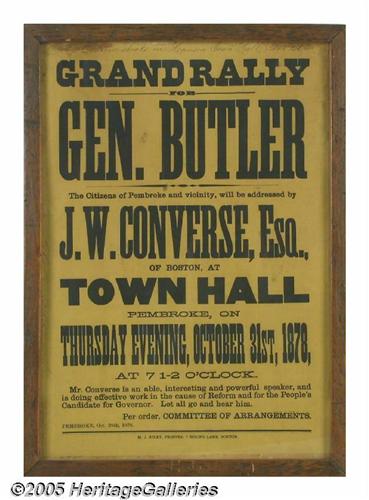 GRAND RALLY
FOR
GEN. BUTLER
The Citizens of Pembroke and vicinity, will be addressed by
J. W. CONVERSE, Esq.,
OF BOSTON, AT
TOWN HALL
PEMBROKE, ON
THURSDAY EVENING, OCTOBER 31ST, 1878,
AT 7 1-2 O'CLOCK.
Mr. Converse is an able, interesting and powerful speaker, and
is doing effective work in the cause of Reform and for the People's
Candidate for Governor. Let all go and hear him.
Per order, COMMITTEE OF ARRANGEMENTS.
PEMBROKE, Oct. 28th, 1878.
PRINTER, LANE, BOSTON
©2005 HeritageGalleries